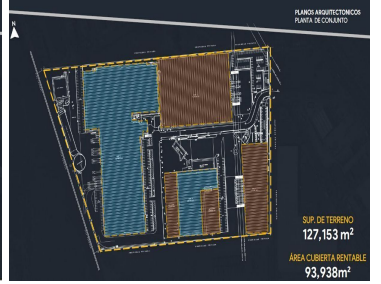 PLANOS ARQUITECTONICOS
PLANTA DE CONJUNTO
N
SUP. DE TERRENO
127,153 m²
ÁREA CUBIERTA RENTABLE
93,938m²